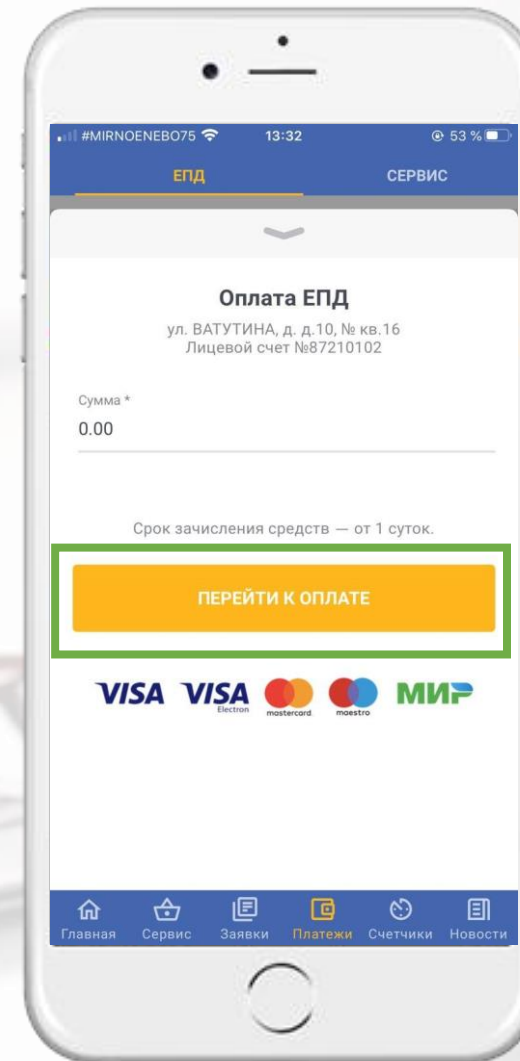 #MIRNOENEBO75 13:32 53 %
ЕПД СЕРВИС
Оплата ЕПД
ул. ВАТУТИНА, д. д.10, № кв.16
Лицевой счет №87210102
Сумма *
0.00
Срок зачисления средств — от 1 суток.
ПЕРЕЙТИ К ОПЛАТЕ
VISA VISA Electron mastercard maestro МИР
Главная Сервис Заявки Платежи Счетчики Новости